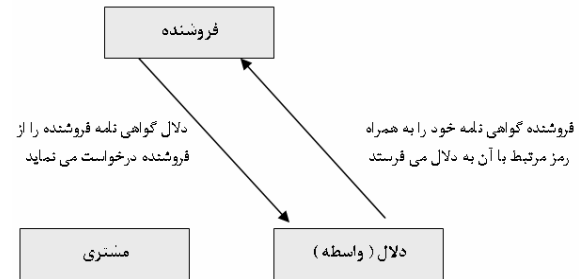 فروشنده
فروشنده گواهی نامه خود را به همراه
رمز مرتبط با آن به دلال می فرستد
دلال گواهی نامه فروشنده را از
فروشنده درخواست می نماید
دلال ( واسطه )
مشتری